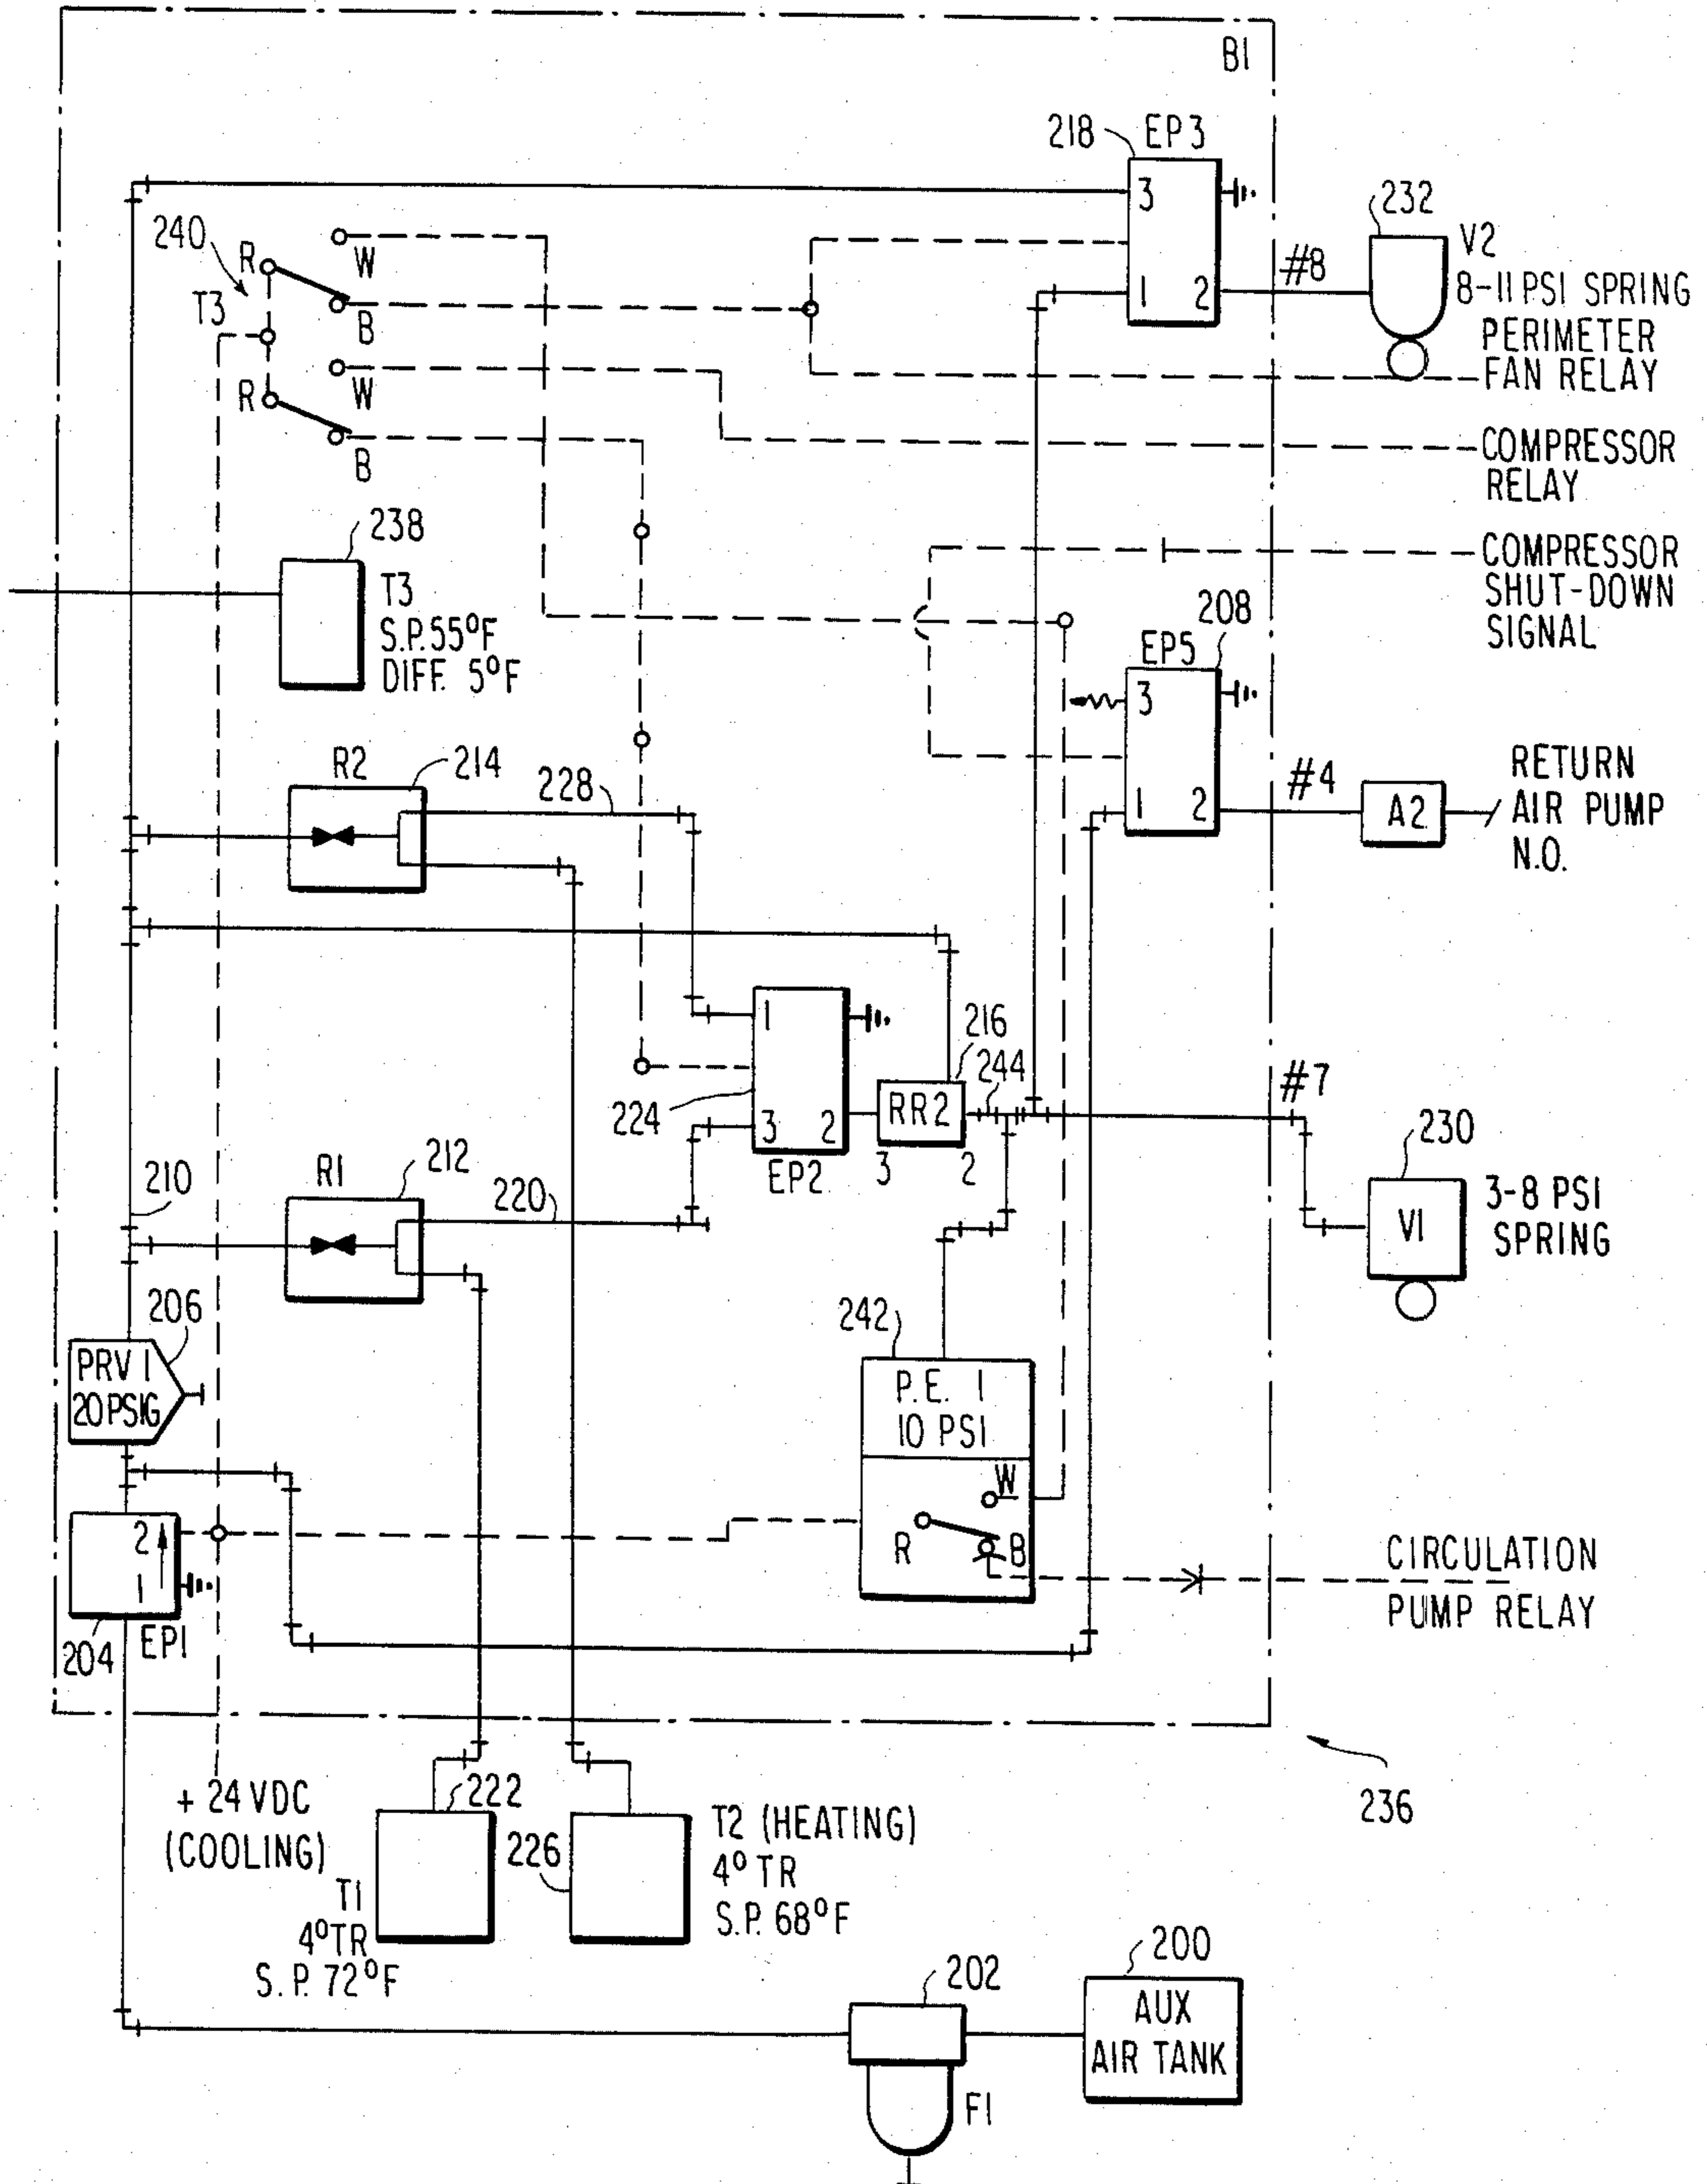 B1
218
EP3
3
232
240
W
R
V2
#8
T3
B
1
2
8-11 PSI SPRING
PERIMETER
FAN RELAY
W
R
COMPRESSOR
RELAY
B
238
COMPRESSOR
SHUT-DOWN
SIGNAL
T3
S.P. 55°F
DIFF. 5°F
208
EP5
3
R2
214
228
#4
RETURN
AIR PUMP
N.O.
1
2
A2
1
216
244
#7
224
RR2
3
2
EP2
3
2
230
R1
212
210
220
3-8 PSI
SPRING
V1
206
242
PRV 1
20 PSIG
P.E. 1
10 PSI
W
2
R
B
1
CIRCULATION
PUMP RELAY
204
EP1
+ 24 VDC
(COOLING)
222
236
T1
4° TR
S.P. 72°F
226
T2 (HEATING)
4° TR
S.P. 68°F
200
202
AUX
AIR TANK
F1